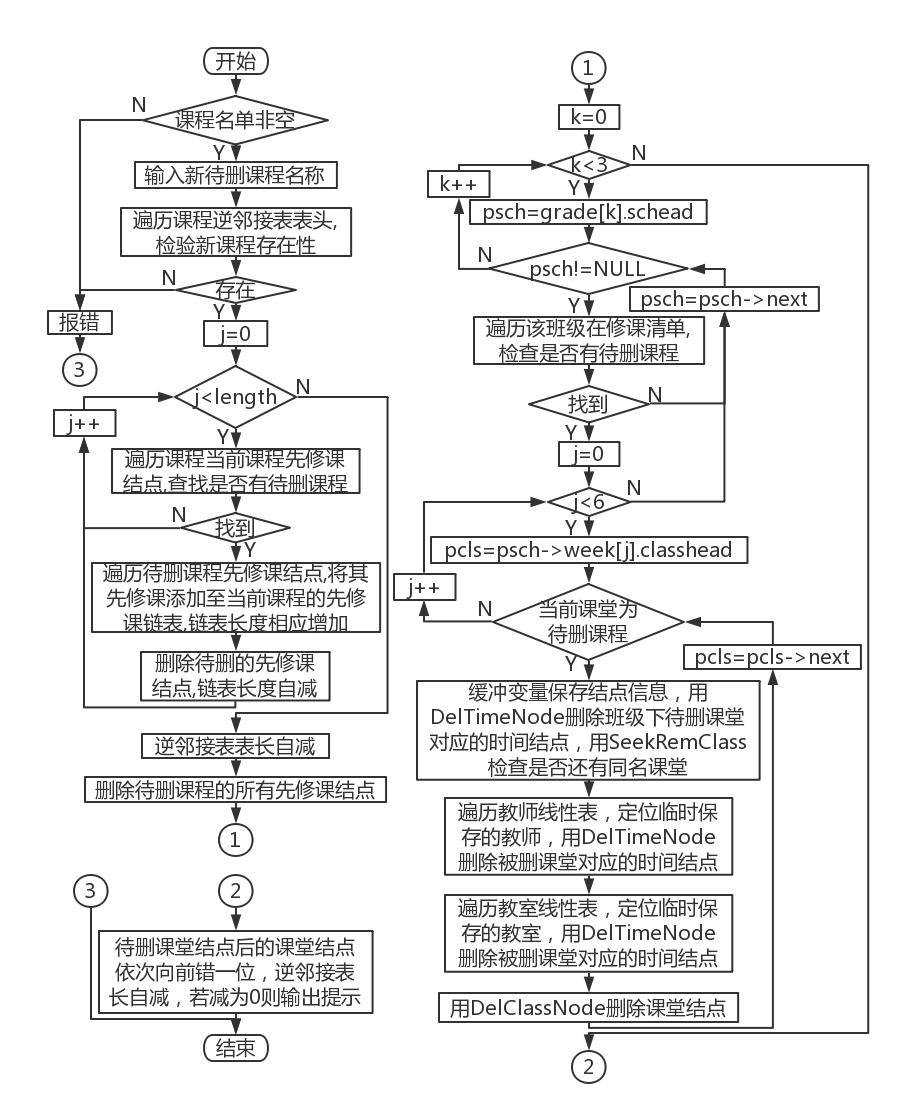 开始
课程名单非空
N
Y
输入新待删课程名称
遍历课程逆邻接表表头,
检验新课程存在性
存在
N
Y
报错
3
j=0
j<length
N
Y
j++
遍历课程当前课程先修课
结点,查找是否有待删课程
找到
N
Y
遍历待删课程先修课结点,将其
先修课添加至当前课程的先修
课链表,链表长度相应增加
删除待删的先修课
结点,链表长度自减
逆邻接表表长自减
删除待删课程的所有先修课结点
1
3
2
待删课堂结点后的课堂结点
依次向前错一位，逆邻接表
长自减，若减为0则输出提示
结束
1
k=0
k<3
N
Y
k++
psch=grade[k].schead
psch!=NULL
N
Y
psch=psch->next
遍历该班级在修课清单,
检查是否有待删课程
找到
N
Y
j=0
j<6
N
Y
pcls=psch->week[j].classhead
j++
当前课堂为
待删课程
N
Y
pcls=pcls->next
缓冲变量保存结点信息，用
DelTimeNode删除班级下待删课堂
对应的时间结点，用SeekRemClass
检查是否还有同名课堂
遍历教师线性表，定位临时保
存的教师，用DelTimeNode
删除被删课堂对应的时间结点
遍历教室线性表，定位临时保
存的教室，用DelTimeNode
删除被删课堂对应的时间结点
用DelClassNode删除课堂结点
2